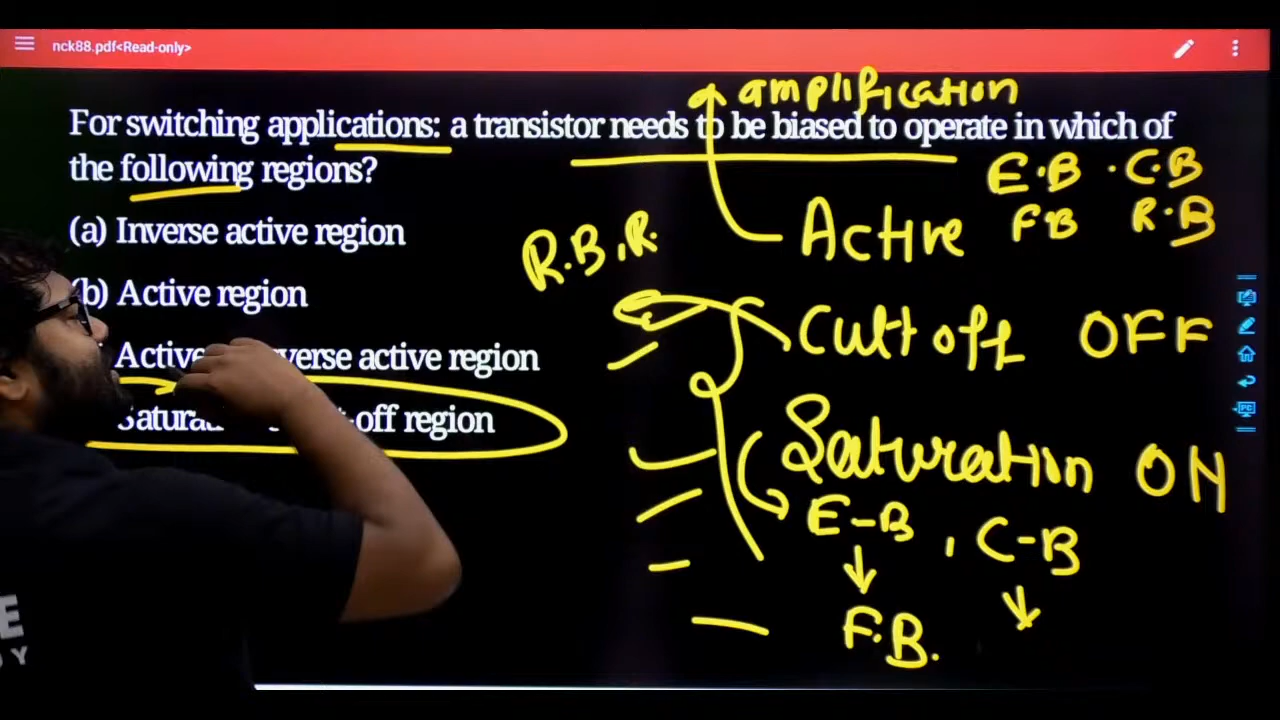 nck88.pdf<Read-only>
amplification
For switching applications: a transistor needs to be biased to operate in which of
the following regions?
E.B . C.B
FB R.B
(a) Inverse active region
Active
R.B, R.
(b) Active region
Cutt off OFF
Active verse active region
Satura -off region
Saturation ON
E-B , C-B
F.B.
E